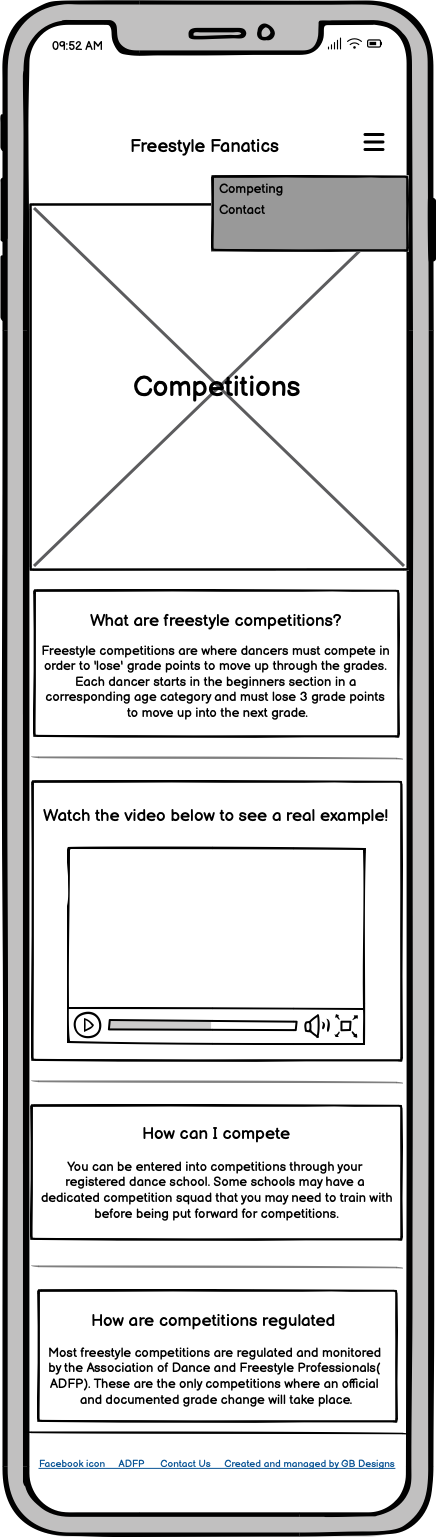 09:52 AM
Freestyle Fanatics
Competing
Contact
Competitions
What are freestyle competitions?
Freestyle competitions are where dancers must compete in
order to 'lose' grade points to move up through the grades.
Each dancer starts in the beginners section in a
corresponding age category and must lose 3 grade points
to move up into the next grade.
Watch the video below to see a real example!
How can I compete
You can be entered into competitions through your
registered dance school. Some schools may have a
dedicated competition squad that you may need to train with
before being put forward for competitions.
How are competitions regulated
Most freestyle competitions are regulated and monitored
by the Association of Dance and Freestyle Professionals(
ADFP). These are the only competitions where an official
and documented grade change will take place.
Facebook icon ADFP Contact Us Created and managed by GB Designs